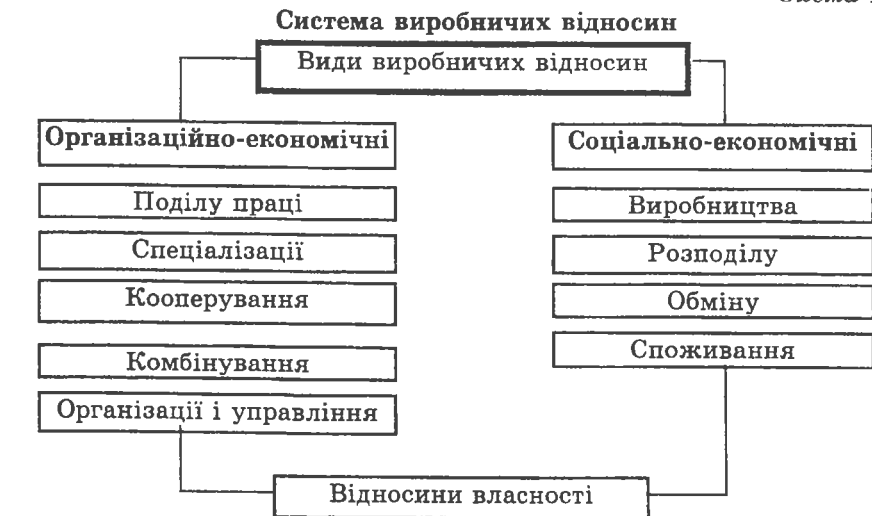 Система виробничих відносин
Види виробничих відносин
Організаційно-економічні
Поділу праці
Спеціалізації
Кооперування
Комбінування
Організації і управління
Соціально-економічні
Виробництва
Розподілу
Обміну
Споживання
Відносини власності